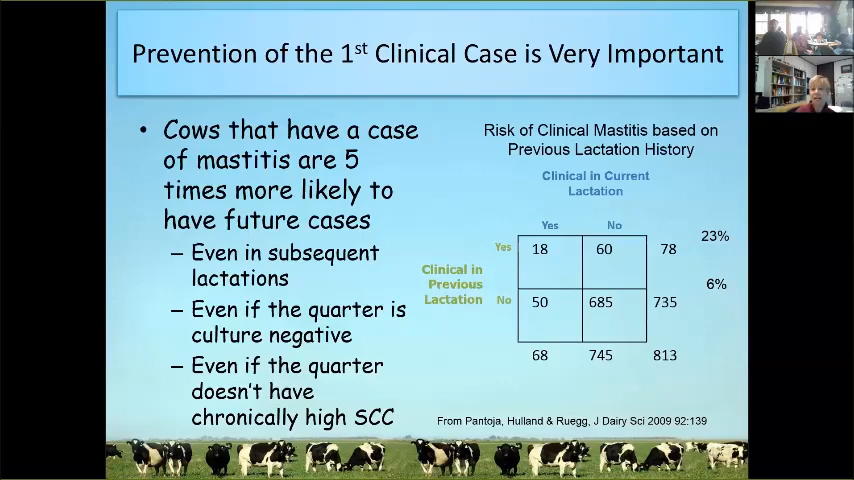 Prevention of the 1st Clinical Case is Very Important
• Cows that have a case
of mastitis are 5
times more likely to
have future cases
– Even in subsequent
lactations
– Even if the quarter is
culture negative
– Even if the quarter
doesn't have
chronically high SCC
Risk of Clinical Mastitis based on
Previous Lactation History
Clinical in Current
Lactation
Yes No
Clinical in
Previous
Lactation
Yes 18 60 78 23%
No 50 685 735 6%
68 745 813
From Pantoja, Hulland & Ruegg, J Dairy Sci 2009 92:139